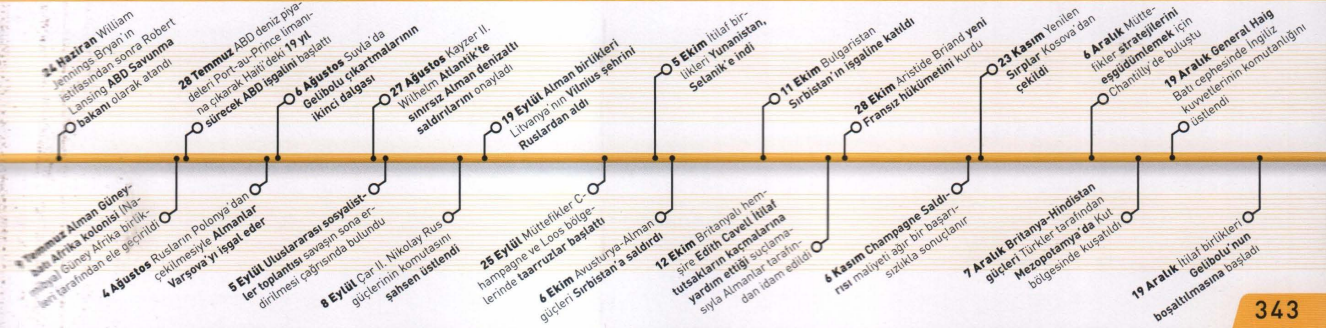 24 Haziran William
Jennings Bryan'in
istifasından sonra Robert
Lansing ABD Savunma
bakanı olarak atandı
28 Temmuz ABD deniz piya-
deleri Port-au-Prince limanı-
na çıkarak Haiti'deki 19 yıl
sürecek ABD işgalini başlattı
6 Ağustos Suvla'da
Gelibolu çıkartmalarının
ikinci dalgası
27 Ağustos Kayzer II.
Wilhelm Atlantik'te
sınırsız Alman denizaltı
saldırılarını onayladı
19 Eylül Alman birlikleri
Litvanya'nın Vilnius şehrini
Ruslardan aldı
5 Ekim İtilaf bir-
likleri Yunanistan,
Selanik'e indi
11 Ekim Bulgaristan
Sırbistan'ın işgaline katıldı
28 Ekim Aristide Briand yeni
Fransız hükümetini kurdu
23 Kasım Yenilen
Sırplar Kosova'dan
çekildi
6 Aralık Mütte-
fikler stratejilerini
eşgüdümlemek için
Chantilly'de bulustu
19 Aralık General Haig
Batı cephesinde İngiliz
kuvvetlerinin komutanlığını
üstlendi
9 Temmuz Alman Güney-
batı Afrika kolonisi (Na-
mibya) Güney Afrika birlik-
leri tarafından ele geçirildi
4 Ağustos Rusların Polonya'dan
çekilmesiyle Almanlar
Varşova'yı işgal eder
5 Eylül Uluslararası sosyalist-
ler toplantısı savaşın sona er-
dirilmesi çağrısında bulundu
8 Eylül Çar II. Nikolay Rus
güçlerinin komutasını
şahsen üstlendi
25 Eylül Müttefikler C-
hampagne ve Loos bölge-
lerinde taarruzlar başlattı
6 Ekim Avusturya-Alman
güçleri Sırbistan'a saldırdı
12 Ekim Britanyalı hem-
şire Edith Cavell İtilaf
tutsakların kaçmalarına
yardım ettiği suçlama-
sıyla Almanlar tarafın-
dan idam edildi
6 Kasım Champagne Saldı-
rısı maliyeti ağır bir başarı-
sızlıkla sonuçlanır
7 Aralık Britanya-Hindistan
güçleri Türkler tarafından
Mezopotamya'da Kut
bölgesinde kuşatıldı
19 Aralık İtilaf birlikleri
Gelibolu'nun
boşaltılmasına başladı
343